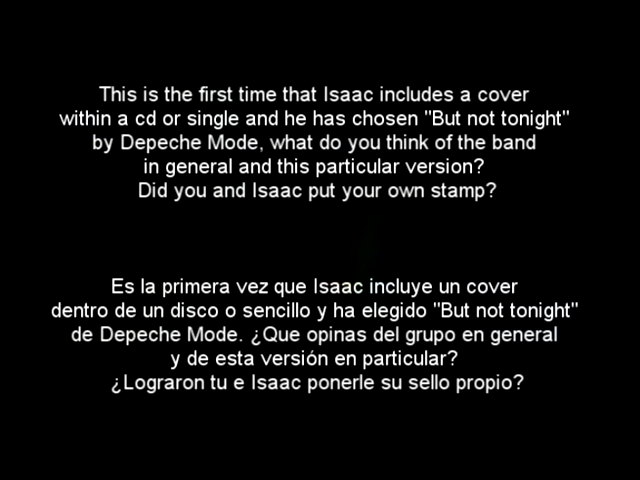 This is the first time that Isaac includes a cover
within a cd or single and he has chosen "But not tonight"
by Depeche Mode, what do you think of the band
in general and this particular version?
Did you and Isaac put your own stamp?
Es la primera vez que Isaac incluye un cover
dentro de un disco o sencillo y ha elegido "But not tonight"
de Depeche Mode. ¿Que opinas del grupo en general
y de esta versión en particular?
¿Lograron tu e Isaac ponerle su sello propio?